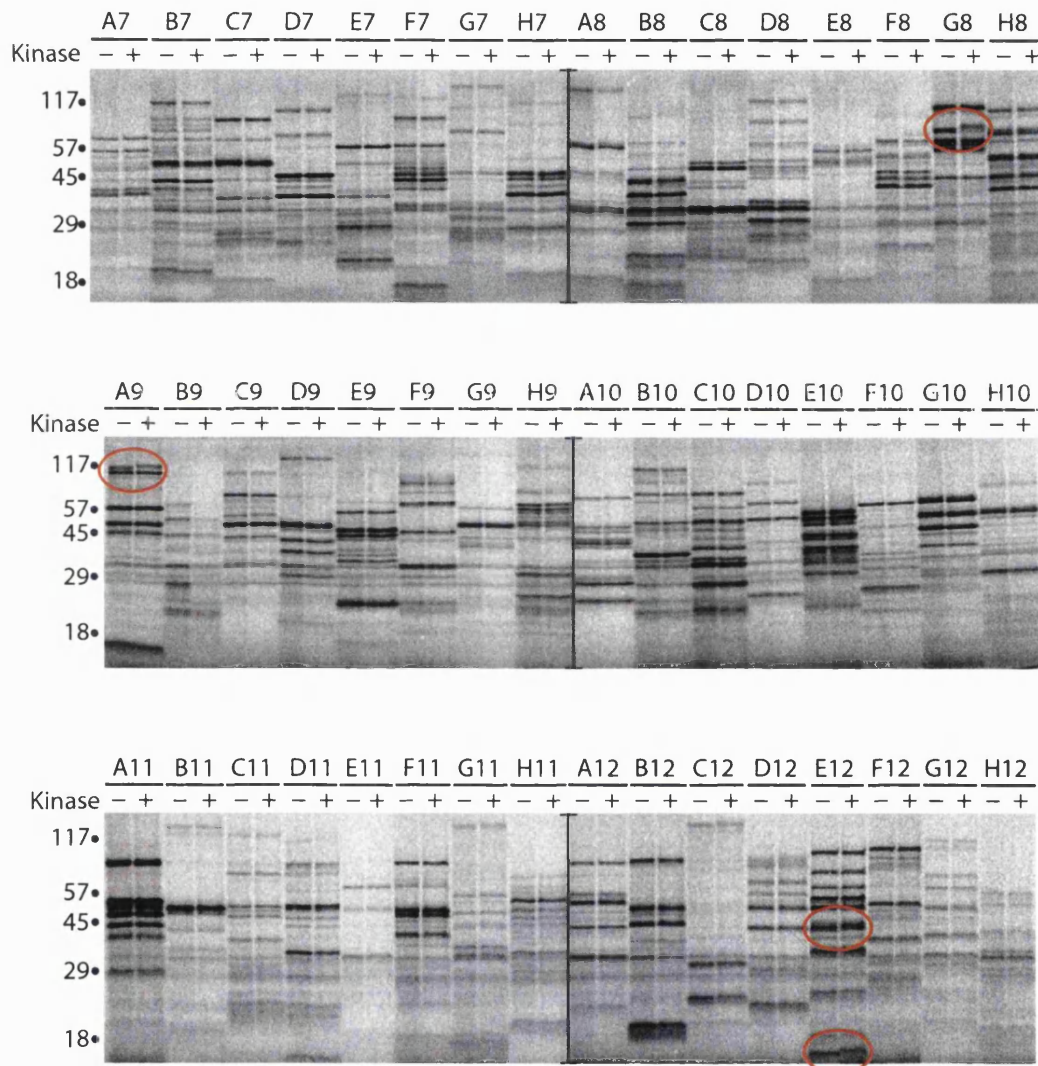 A7 B7 C7 D7 E7 F7 G7 H7 A8 B8 C8 D8 E8 F8 G8 H8
Kinase – + – + – + – + – + – + – + – + – + – + – + – + – + – + – + – +
117•
57•
45•
29•
18•
A9 B9 C9 D9 E9 F9 G9 H9 A10 B10 C10 D10 E10 F10 G10 H10
Kinase – + – + – + – + – + – + – + – + – + – + – + – + – + – + – + – +
117•
57•
45•
29•
18•
A11 B11 C11 D11 E11 F11 G11 H11 A12 B12 C12 D12 E12 F12 G12 H12
Kinase – + – + – + – + – + – + – + – + – + – + – + – + – + – + – + – +
117•
57•
45•
29•
18•